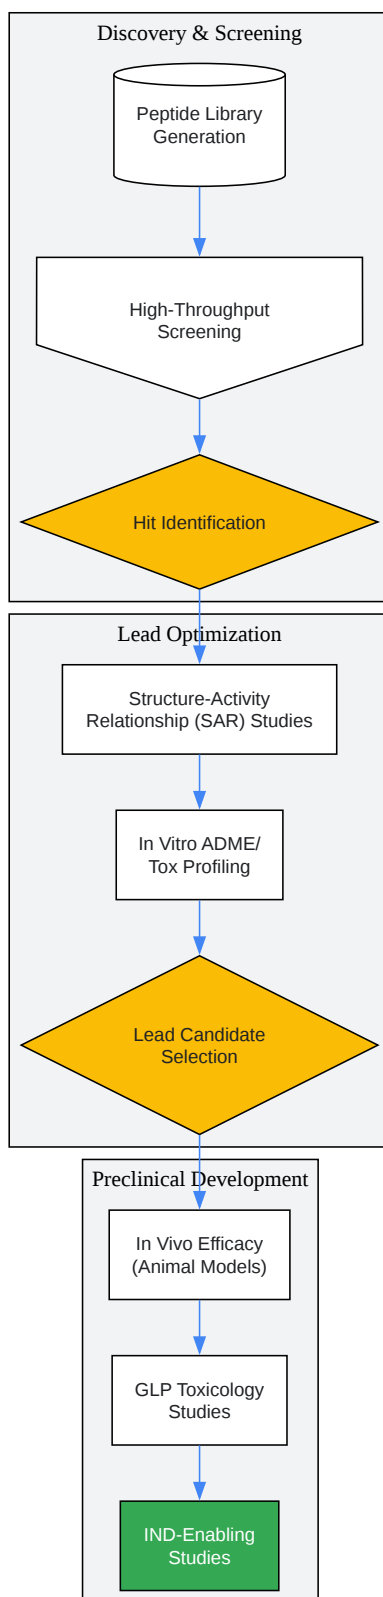 Discovery & Screening
Peptide Library
Generation
High-Throughput
Screening
Hit Identification
Lead Optimization
Structure-Activity
Relationship (SAR) Studies
In Vitro ADME/
Tox Profiling
Lead Candidate
Selection
Preclinical Development
In Vivo Efficacy
(Animal Models)
GLP Toxicology
Studies
IND-Enabling
Studies